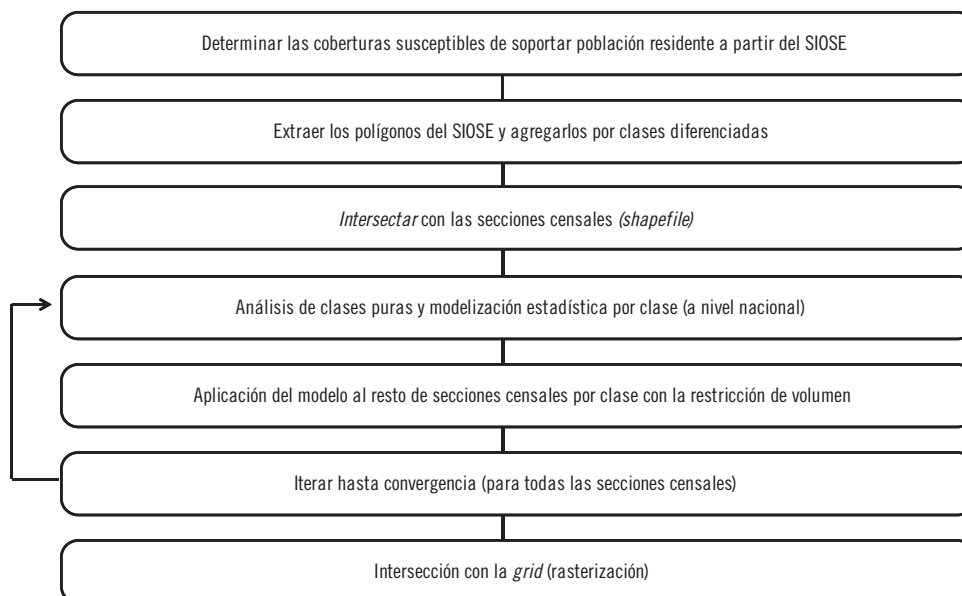 Determinar las coberturas susceptibles de soportar población residente a partir del SIOSE
Extraer los polígonos del SIOSE y agregarlos por clases diferenciadas
Intersectar con las secciones censales (shapefile)
Análisis de clases puras y modelización estadística por clase (a nivel nacional)
Aplicación del modelo al resto de secciones censales por clase con la restricción de volumen
Iterar hasta convergencia (para todas las secciones censales)
Intersección con la grid (rasterización)